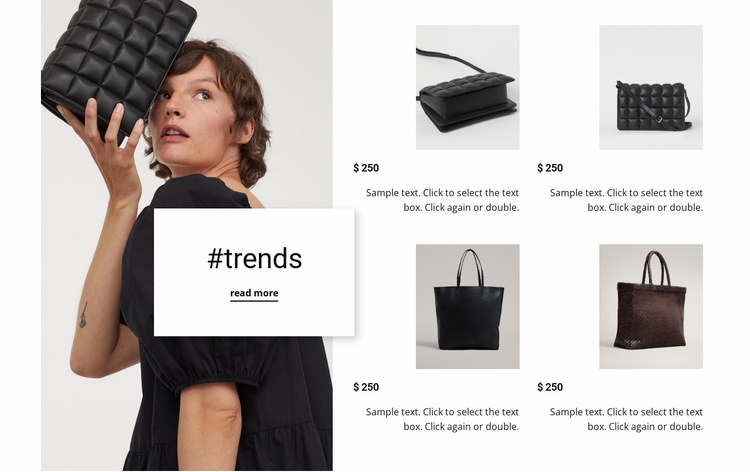 #trends
read more
$ 250
Sample text. Click to select the text
box. Click again or double.
$ 250
Sample text. Click to select the text
box. Click again or double.
$ 250
Sample text. Click to select the text
box. Click again or double.
$ 250
Sample text. Click to select the text
box. Click again or double.